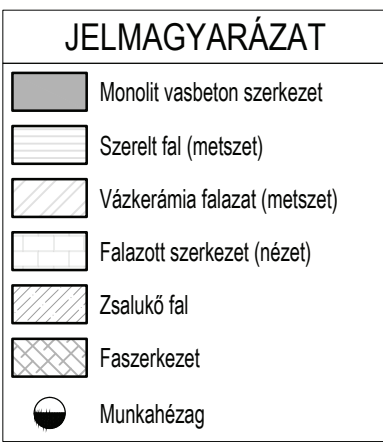 JELMAGYARÁZAT
Monolit vasbeton szerkezet
Szerelt fal (metszet)
Vázkerámia falazat (metszet)
Falazott szerkezet (nézet)
Zsalukő fal
Faszerkezet
Munkahézag